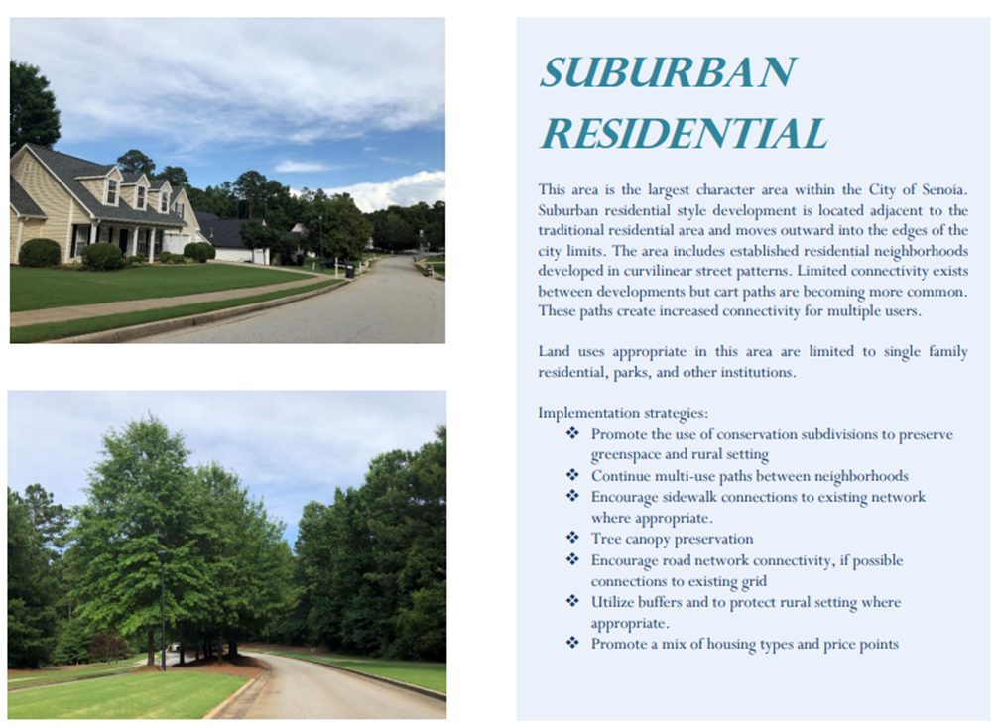 SUBURBAN
RESIDENTIAL
This area is the largest character area within the City of Senoia.
Suburban residential style development is located adjacent to the
traditional residential area and moves outward into the edges of the
city limits. The area includes established residential neighborhoods
developed in curvilinear street patterns. Limited connectivity exists
between developments but cart paths are becoming more common.
These paths create increased connectivity for multiple users.
Land uses appropriate in this area are limited to single family
residential, parks, and other institutions.
Implementation strategies:
❖ Promote the use of conservation subdivisions to preserve
greenspace and rural setting
❖ Continue multi-use paths between neighborhoods
❖ Encourage sidewalk connections to existing network
where appropriate.
❖ Tree canopy preservation
❖ Encourage road network connectivity, if possible
connections to existing grid
❖ Utilize buffers and to protect rural setting where
appropriate.
❖ Promote a mix of housing types and price points